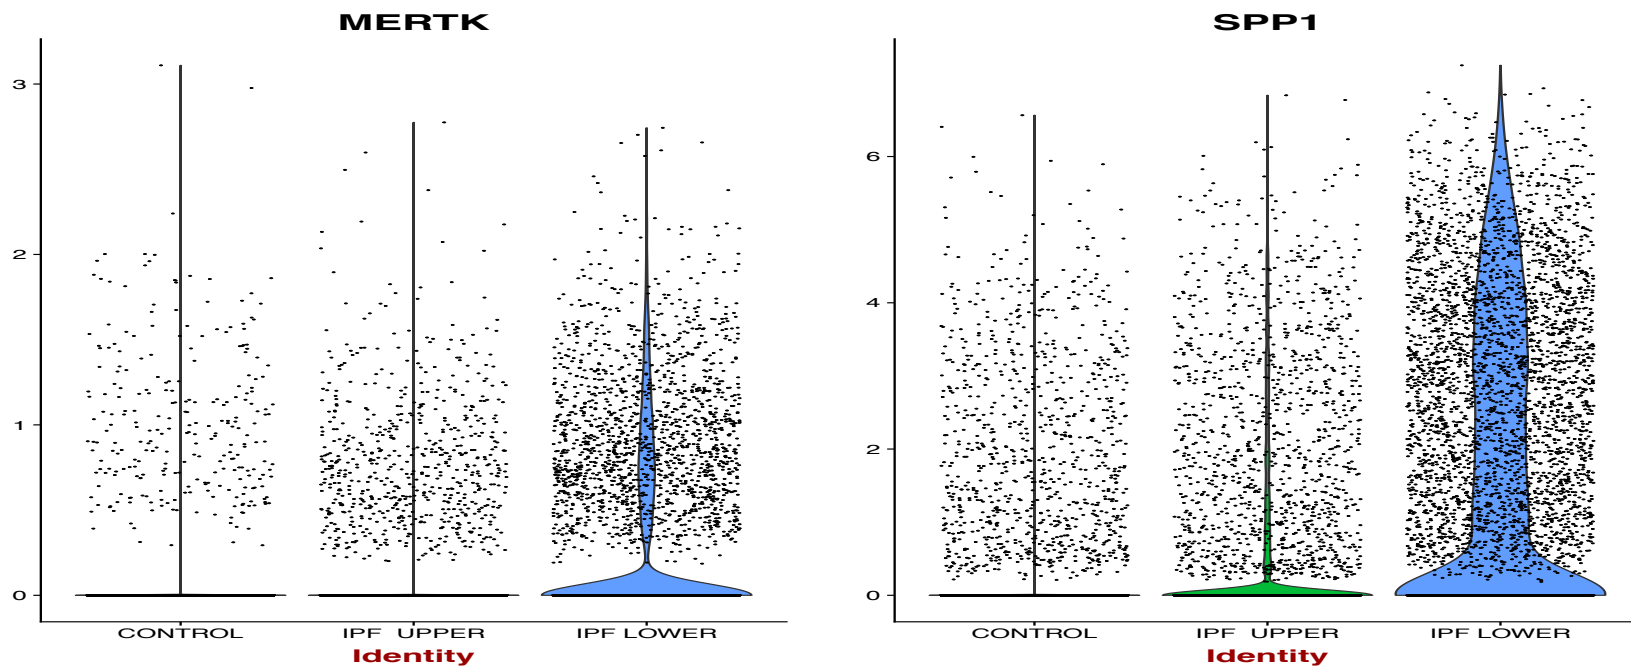 MERTK
3
2
1
0
CONTROL
IPF UPPER
IPF LOWER
Identity
SPP1
6
4
2
0
CONTROL
IPF UPPER
IPF LOWER
Identity